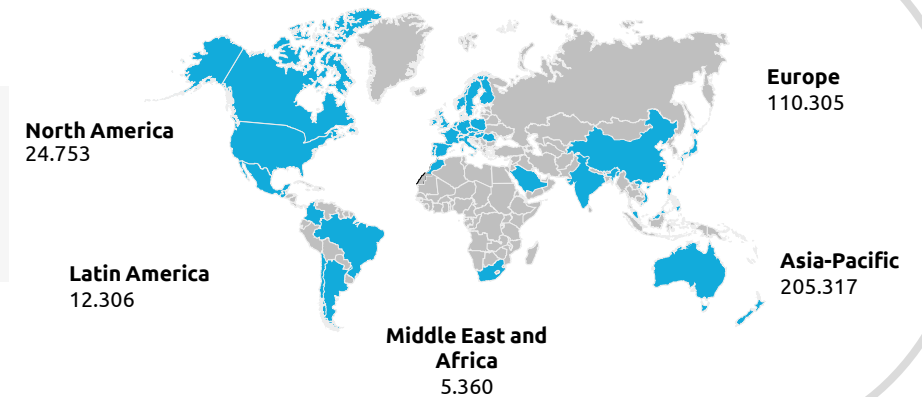 Europe
110.305
North America
24.753
Asia-Pacific
205.317
Latin America
12.306
Middle East and
Africa
5.360